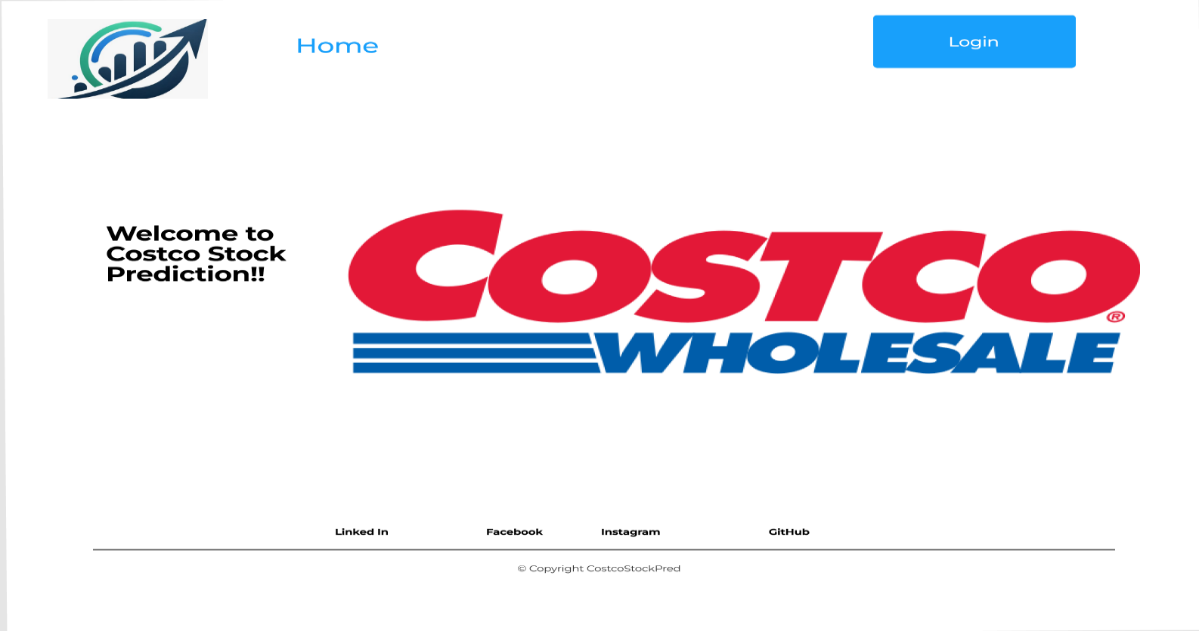 Home
Login
Welcome to
Costco Stock
Prediction!!
COSTCO
®
WHOLESALE
Linked In
Facebook
Instagram
GitHub
© Copyright CostcoStockPred